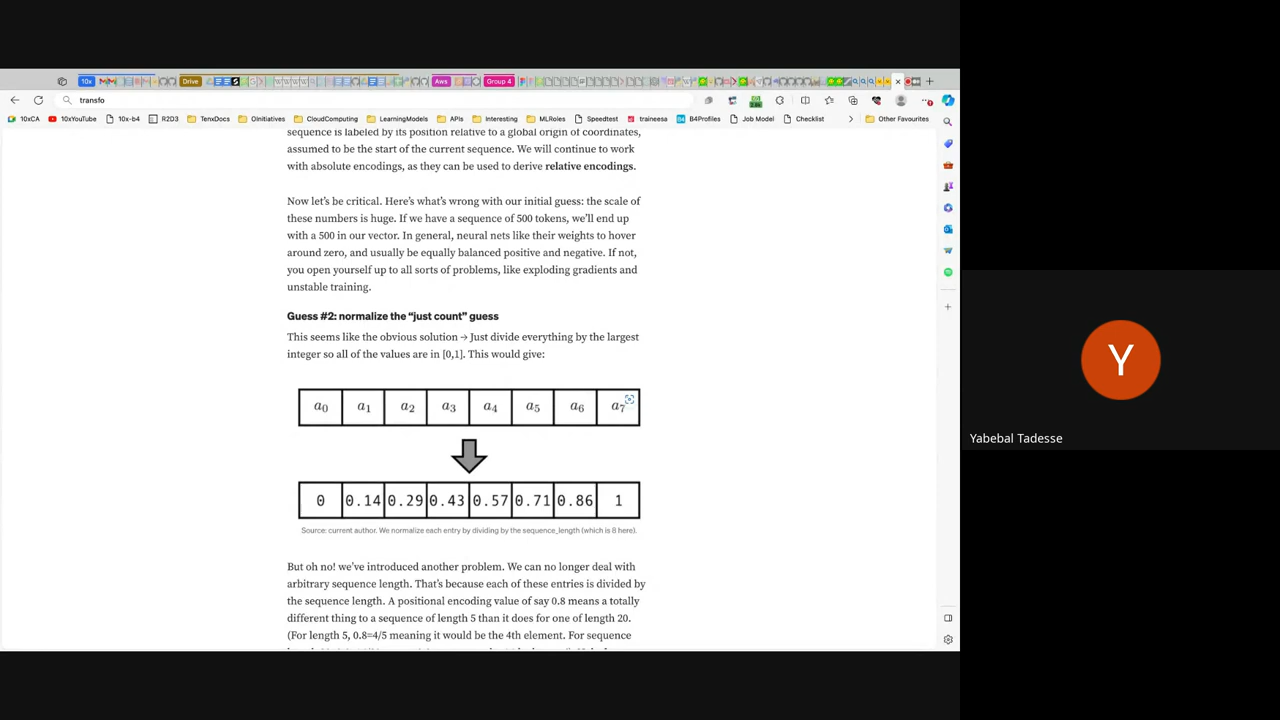 10x
Drive
Aws
Group 4
transfo
10xCA
10xYouTube
10x-b4
R2D3
TenxDocs
OInitiatives
CloudComputing
LearningModels
APIs
Interesting
MLRoles
Speedtest
traineesa
B4Profiles
Job Model
Checklist
Other Favourites
sequence is labeled by its position relative to a global origin of coordinates,
assumed to be the start of the current sequence. We will continue to work
with absolute encodings, as they can be used to derive relative encodings.
Now let's be critical. Here's what's wrong with our initial guess: the scale of
these numbers is huge. If we have a sequence of 500 tokens, we'll end up
with a 500 in our vector. In general, neural nets like their weights to hover
around zero, and usually be equally balanced positive and negative. If not,
you open yourself up to all sorts of problems, like exploding gradients and
unstable training.
Guess #2: normalize the “just count” guess
This seems like the obvious solution → Just divide everything by the largest
integer so all of the values are in [0,1]. This would give:
a0 a1 a2 a3 a4 a5 a6 a7
0 0.14 0.29 0.43 0.57 0.71 0.86 1
Source: current author. We normalize each entry by dividing by the sequence_length (which is 8 here).
But oh no! we've introduced another problem. We can no longer deal with
arbitrary sequence length. That's because each of these entries is divided by
the sequence length. A positional encoding value of say 0.8 means a totally
different thing to a sequence of length 5 than it does for one of length 20.
(For length 5, 0.8=4/5 meaning it would be the 4th element. For sequence
Y
Yabebal Tadesse